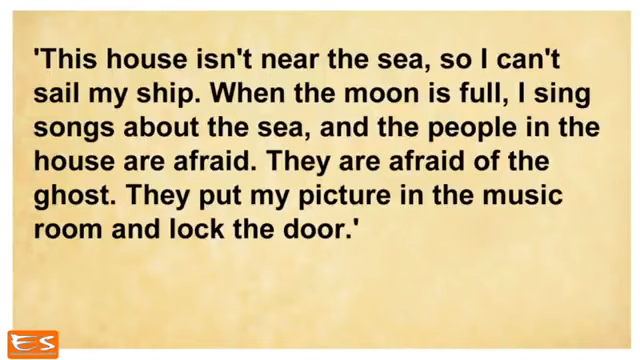 'This house isn't near the sea, so I can't
sail my ship. When the moon is full, I sing
songs about the sea, and the people in the
house are afraid. They are afraid of the
ghost. They put my picture in the music
room and lock the door.'
ES